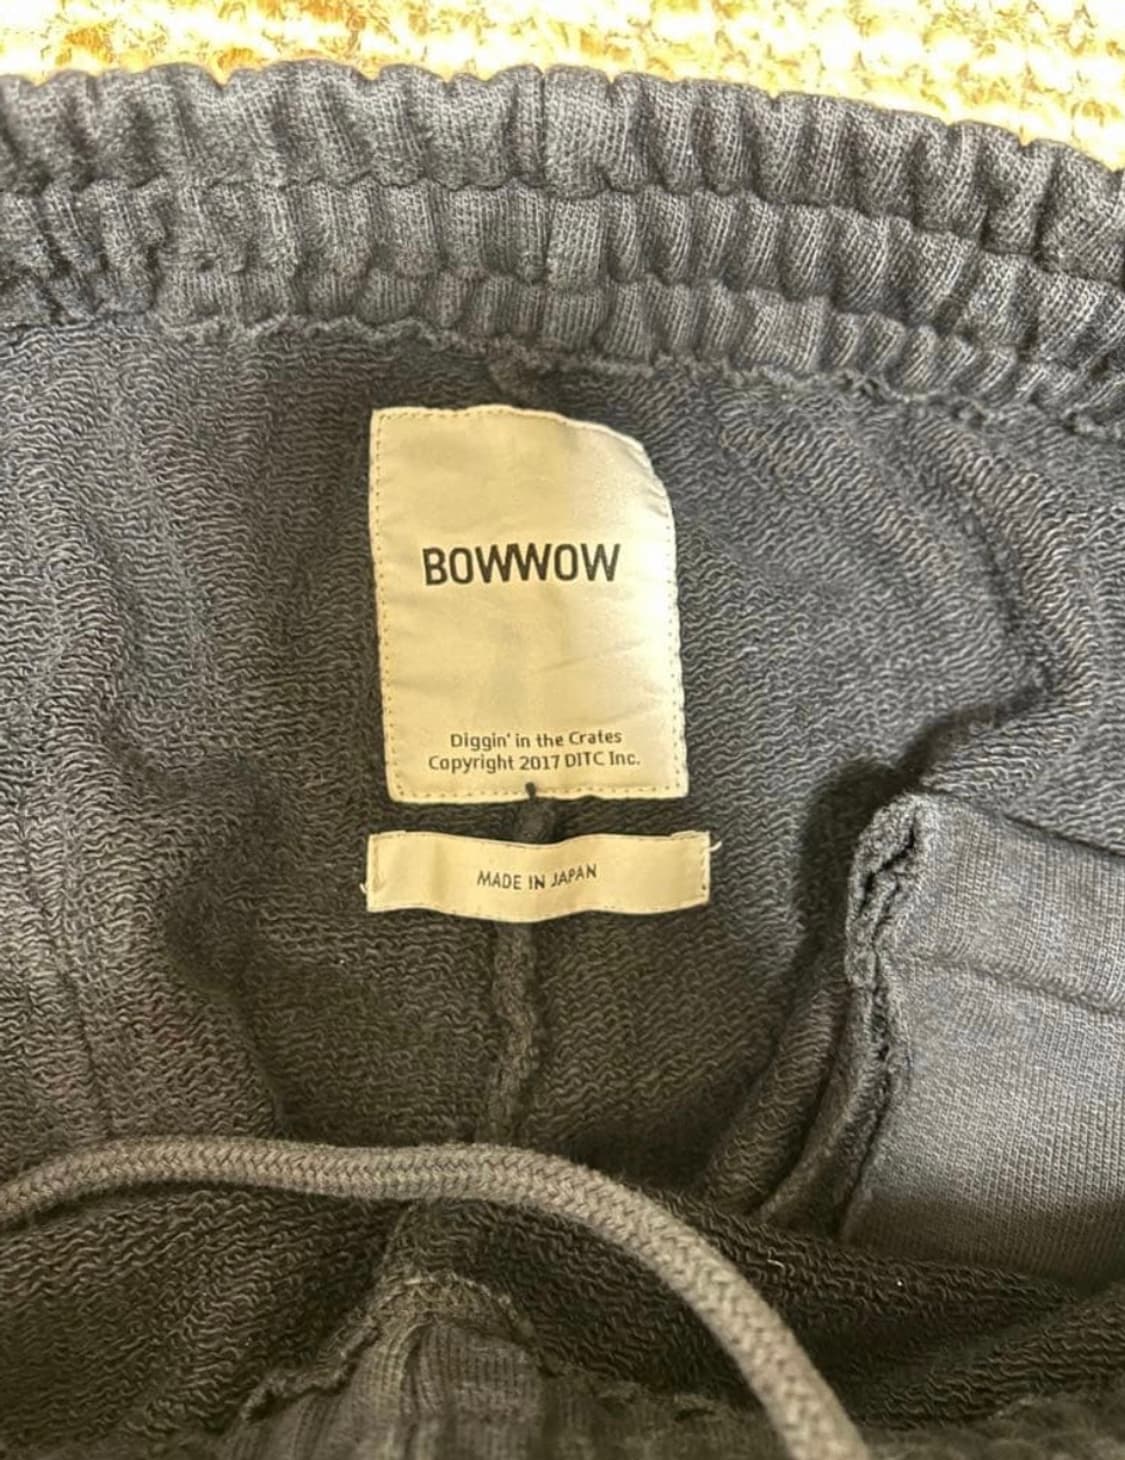 BOWWOW
Diggin' in the Crates
Copyright 2017 DITC Inc.
MADE IN JAPAN